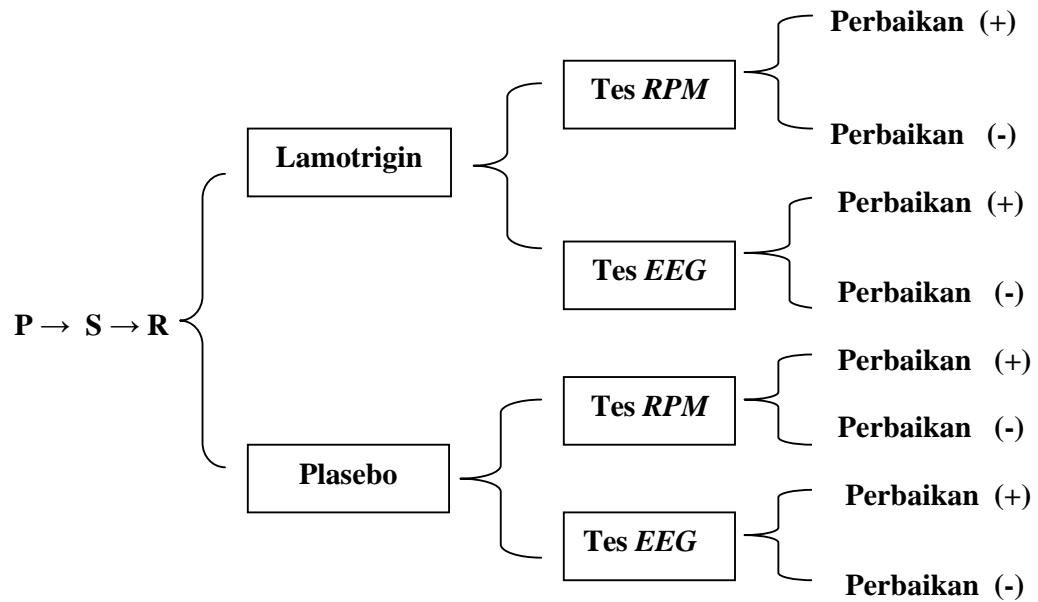 Perbaikan (+)
Tes RPM
Perbaikan (-)
Lamotrigin
Perbaikan (+)
Tes EEG
Perbaikan (-)
P → S → R
Perbaikan (+)
Tes RPM
Perbaikan (-)
Plasebo
Perbaikan (+)
Tes EEG
Perbaikan (-)